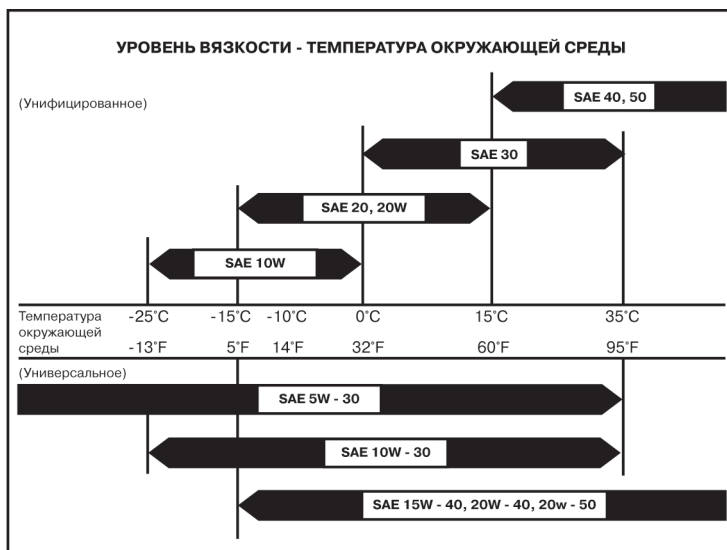 УРОВЕНЬ ВЯЗКОСТИ - ТЕМПЕРАТУРА ОКРУЖАЮЩЕЙ СРЕДЫ
(Унифицированное)
SAE 40, 50
SAE 30
SAE 20, 20W
SAE 10W
Температура окружающей среды
-25°C -15°C -10°C 0°C 15°C 35°C
-13°F 5°F 14°F 32°F 60°F 95°F
(Универсальное)
SAE 5W - 30
SAE 10W - 30
SAE 15W - 40, 20W - 40, 20w - 50